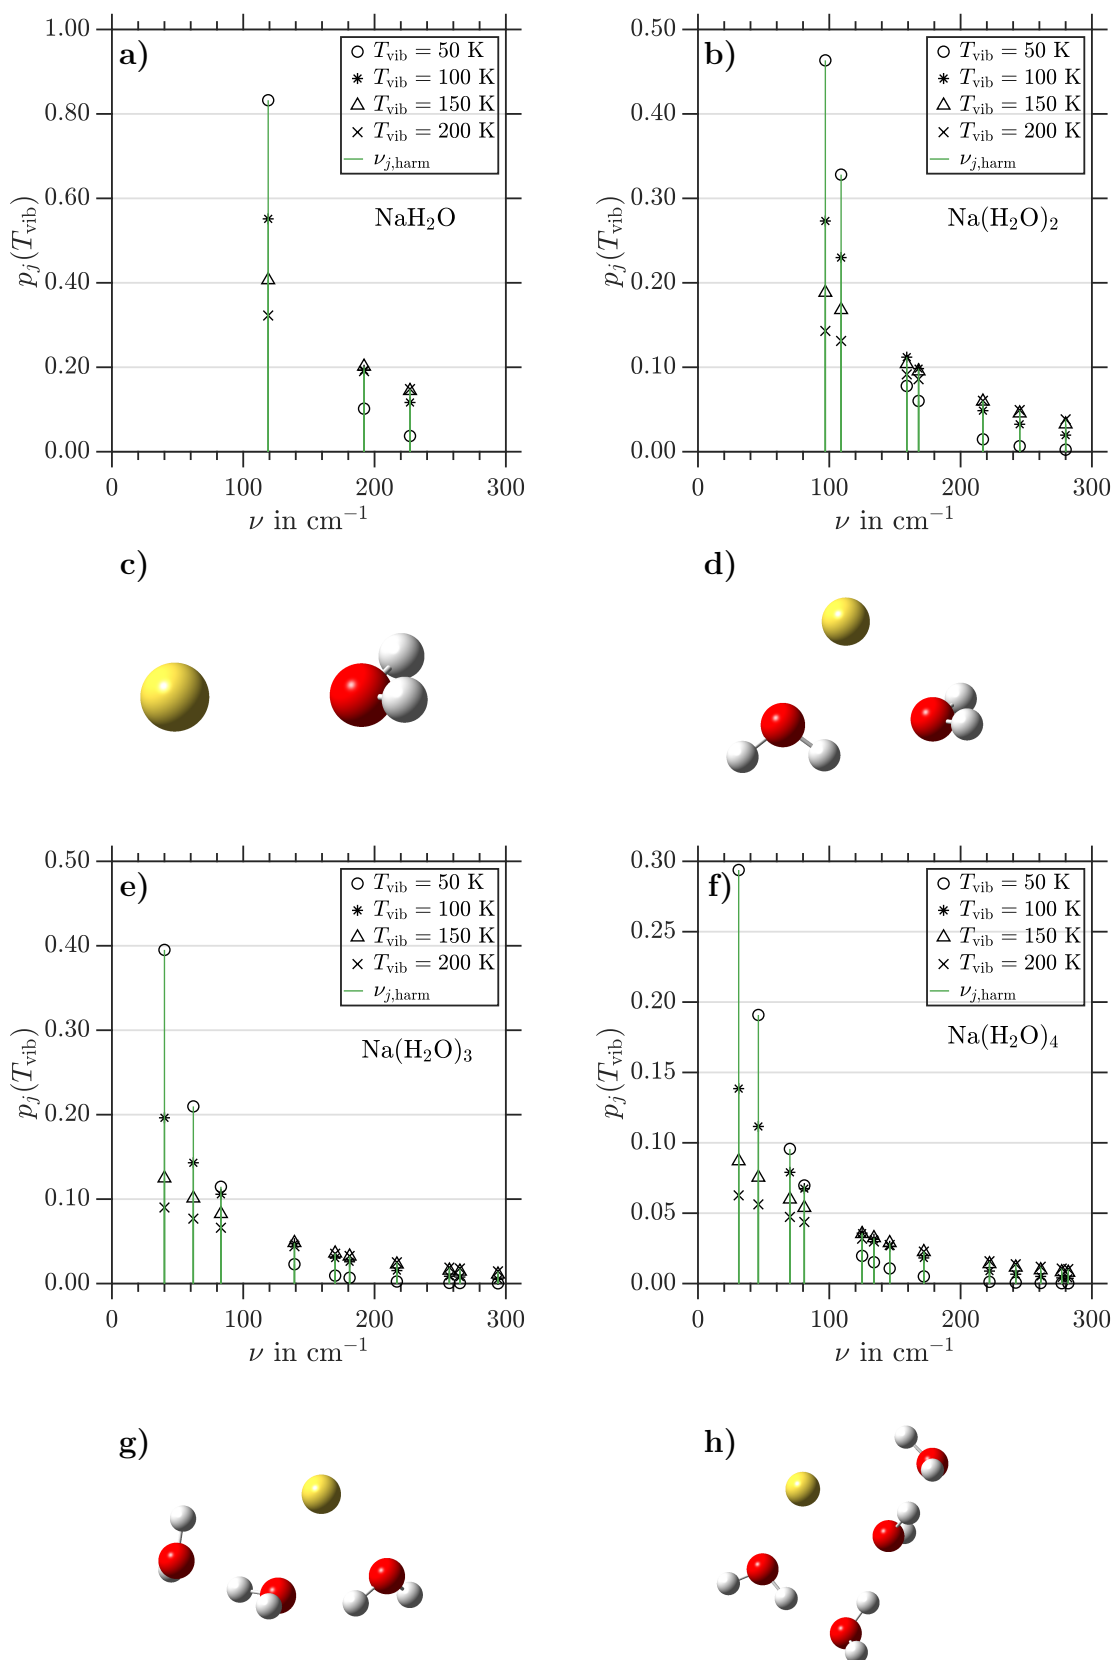 a)
1.00
0.80
0.60
0.40
0.20
0.00
p_j(T_vib)
T_vib = 50 K
T_vib = 100 K
T_vib = 150 K
T_vib = 200 K
ν_j,harm
NaH₂O
0 100 200 300
ν in cm⁻¹
b)
0.50
0.40
0.30
0.20
0.10
0.00
p_j(T_vib)
T_vib = 50 K
T_vib = 100 K
T_vib = 150 K
T_vib = 200 K
ν_j,harm
Na(H₂O)₂
0 100 200 300
ν in cm⁻¹
c)
d)
e)
0.50
0.40
0.30
0.20
0.10
0.00
p_j(T_vib)
T_vib = 50 K
T_vib = 100 K
T_vib = 150 K
T_vib = 200 K
ν_j,harm
Na(H₂O)₃
0 100 200 300
ν in cm⁻¹
f)
0.30
0.25
0.20
0.15
0.10
0.05
0.00
p_j(T_vib)
T_vib = 50 K
T_vib = 100 K
T_vib = 150 K
T_vib = 200 K
ν_j,harm
Na(H₂O)₄
0 100 200 300
ν in cm⁻¹
g)
h)